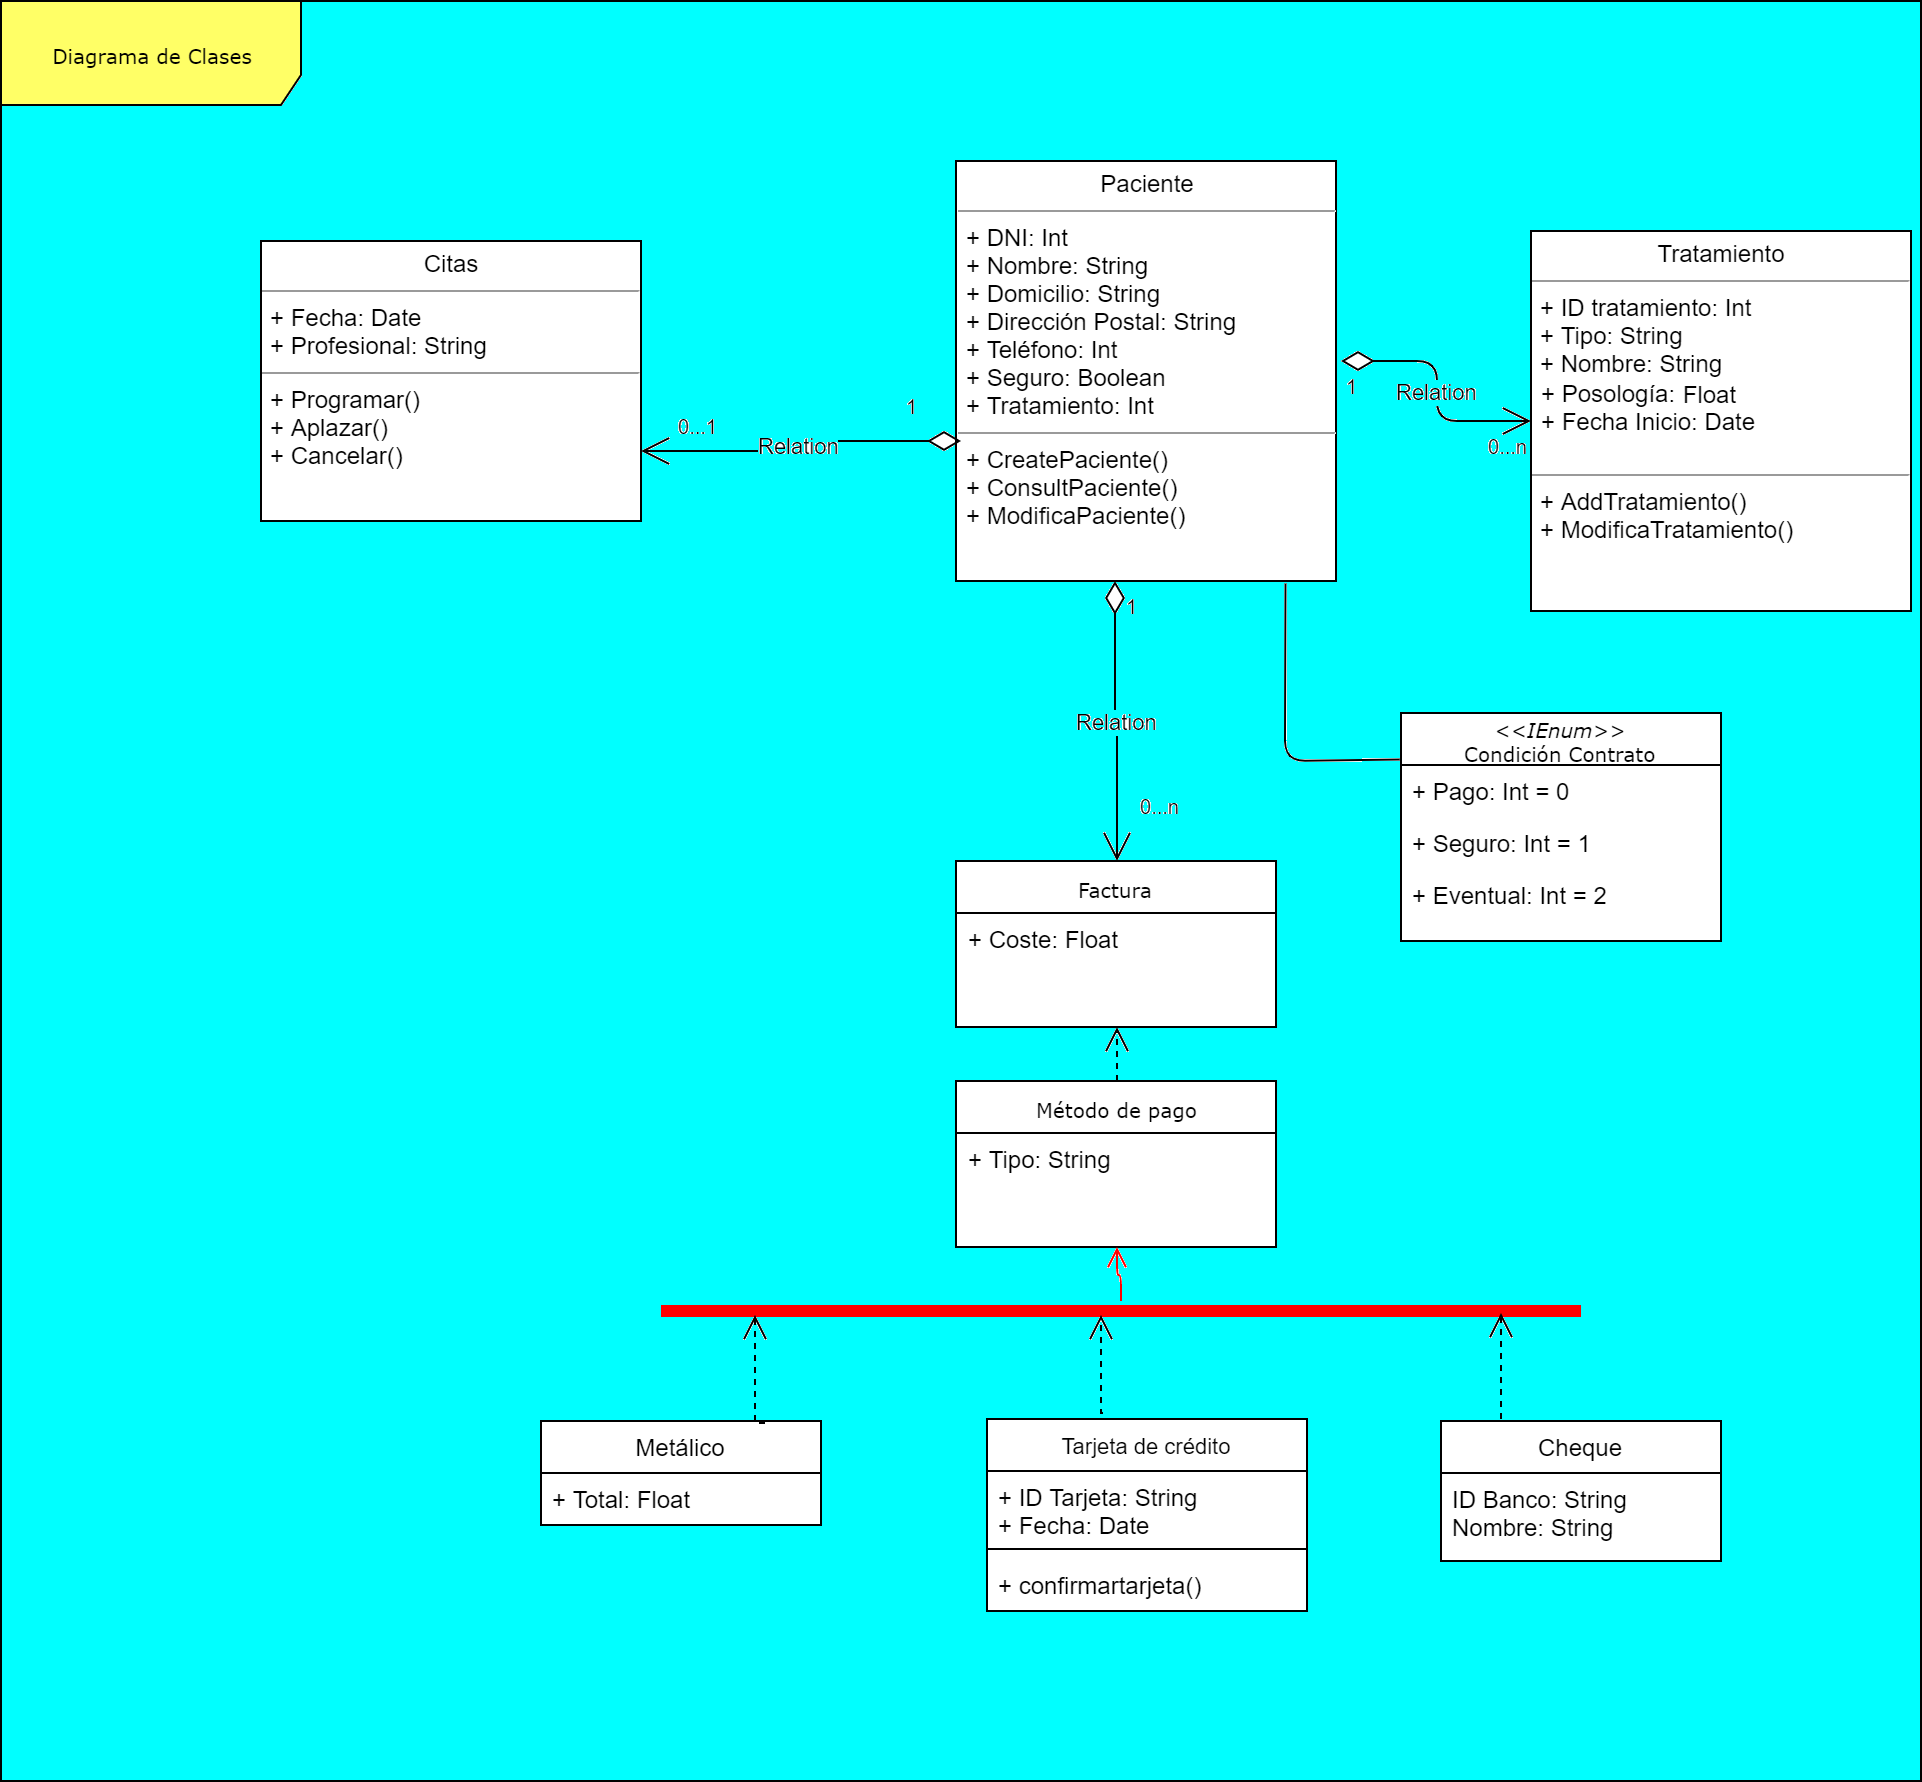 Diagrama de Clases
Paciente
+ DNI: Int
+ Nombre: String
+ Domicilio: String
+ Dirección Postal: String
+ Teléfono: Int
+ Seguro: Boolean
+ Tratamiento: Int
+ CreatePaciente()
+ ConsultPaciente()
+ ModificaPaciente()
Citas
+ Fecha: Date
+ Profesional: String
+ Programar()
+ Aplazar()
+ Cancelar()
0...1
Relation
1
Tratamiento
+ ID tratamiento: Int
+ Tipo: String
+ Nombre: String
+ Posología: Float
+ Fecha Inicio: Date
+ AddTratamiento()
+ ModificaTratamiento()
1
Relation
0...n
1
Relation
0...n
<<IEnum>>
Condición Contrato
+ Pago: Int = 0
+ Seguro: Int = 1
+ Eventual: Int = 2
Factura
+ Coste: Float
Método de pago
+ Tipo: String
Metálico
+ Total: Float
Tarjeta de crédito
+ ID Tarjeta: String
+ Fecha: Date
+ confirmartarjeta()
Cheque
ID Banco: String
Nombre: String